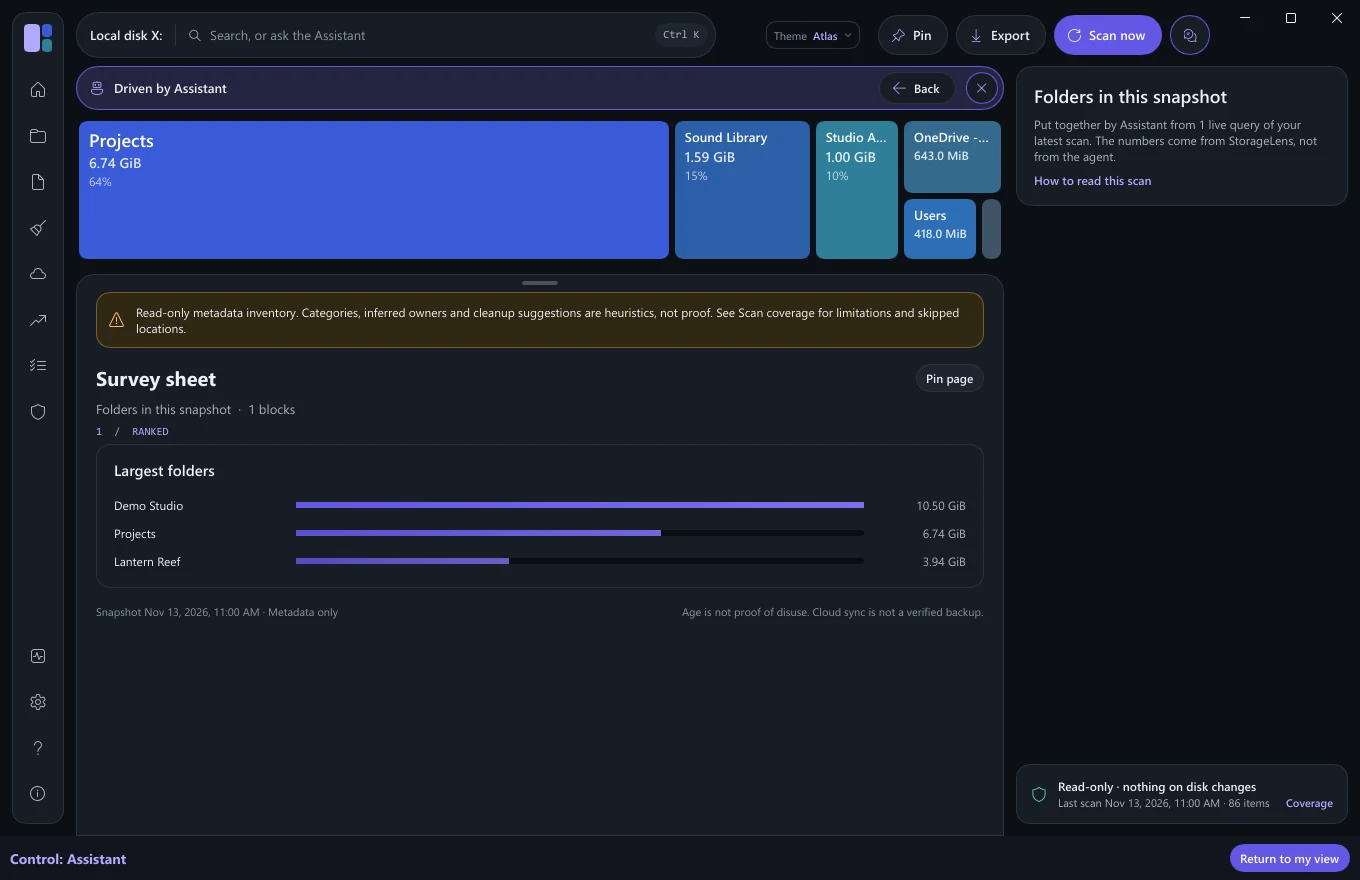 Local disk X:
Search, or ask the Assistant
Ctrl K
Theme Atlas
Pin
Export
Scan now
Driven by Assistant
Back
Projects
6.74 GiB
64%
Sound Library
1.59 GiB
15%
Studio A...
1.00 GiB
10%
OneDrive -...
643.0 MiB
Users
418.0 MiB
Folders in this snapshot
Put together by Assistant from 1 live query of your
latest scan. The numbers come from StorageLens, not
from the agent.
How to read this scan
Read-only metadata inventory. Categories, inferred owners and cleanup suggestions are heuristics, not proof. See Scan coverage for limitations and skipped
locations.
Survey sheet
Pin page
Folders in this snapshot · 1 blocks
1 / RANKED
Largest folders
Demo Studio 10.50 GiB
Projects 6.74 GiB
Lantern Reef 3.94 GiB
Snapshot Nov 13, 2026, 11:00 AM · Metadata only
Age is not proof of disuse. Cloud sync is not a verified backup.
Read-only · nothing on disk changes
Last scan Nov 13, 2026, 11:00 AM · 86 items
Coverage
Control: Assistant
Return to my view